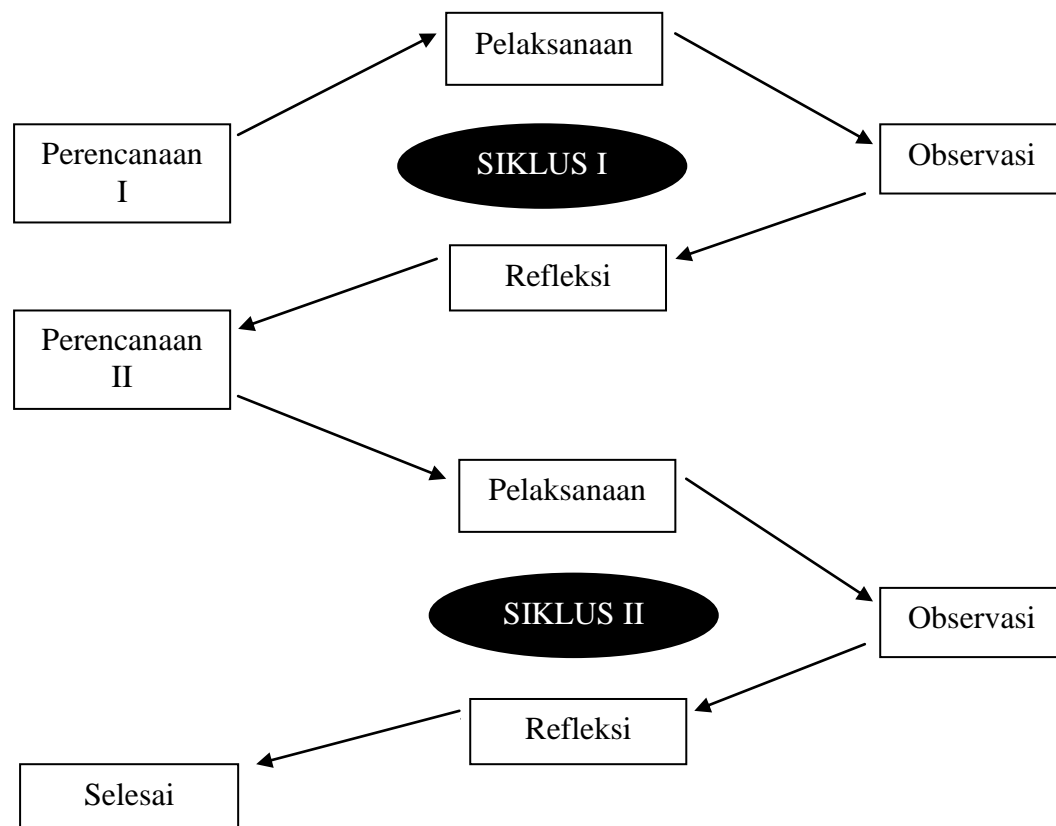 Pelaksanaan
Perencanaan
I
SIKLUS I
Observasi
Refleksi
Perencanaan
II
Pelaksanaan
SIKLUS II
Observasi
Refleksi
Selesai